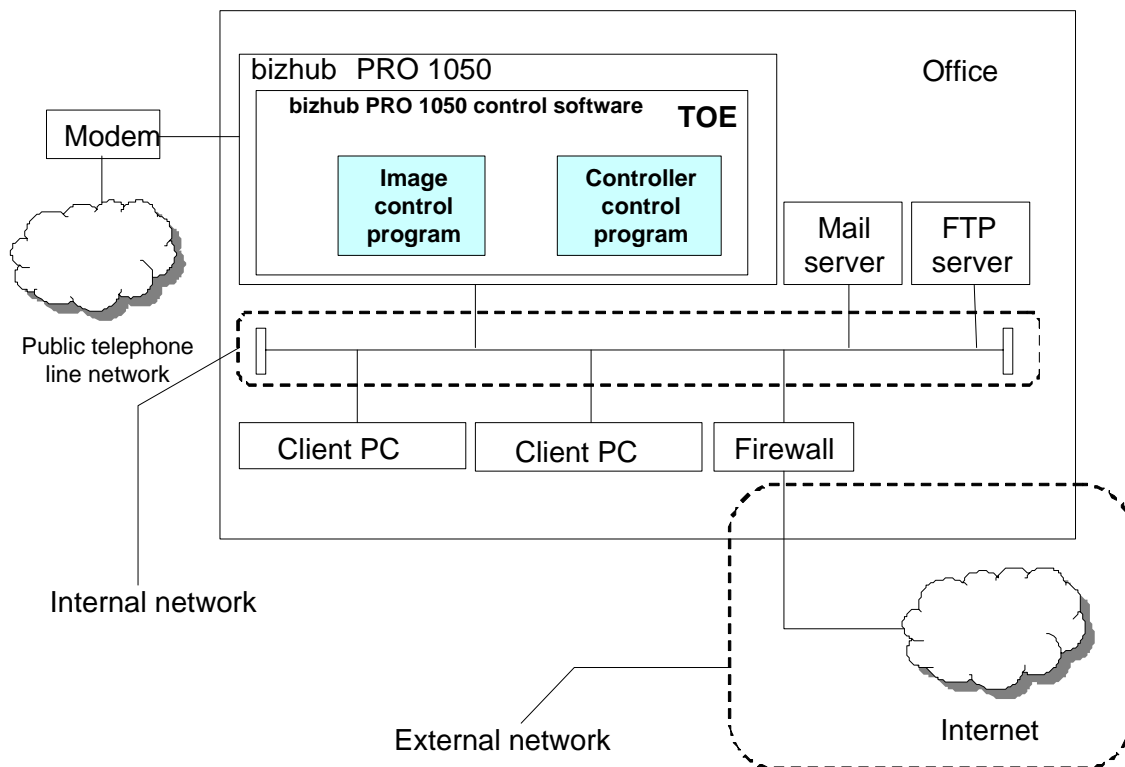 bizhub PRO 1050
Office
bizhub PRO 1050 control software
TOE
Modem
Image
control
program
Controller
control
program
Mail
server
FTP
server
Public telephone
line network
Client PC
Client PC
Firewall
Internal network
External network
Internet